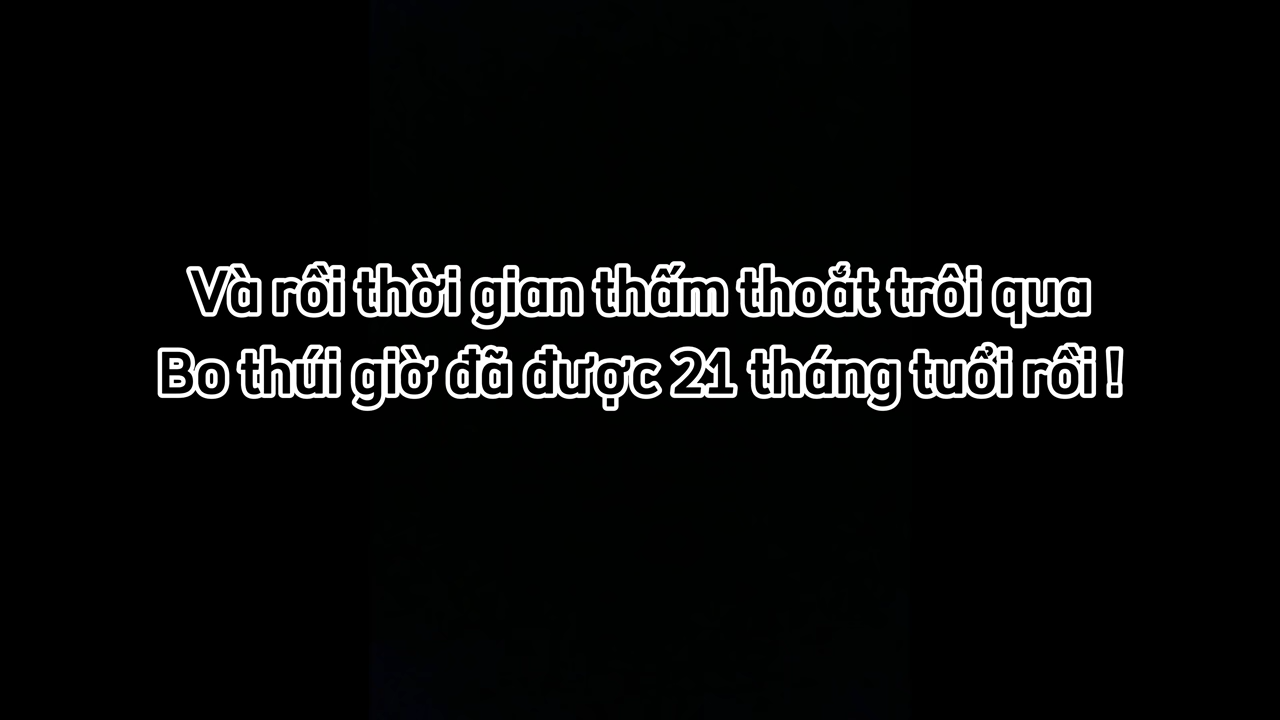 Và rồi thời gian thấm thoắt trôi qua
Bo thúi giờ đã được 21 tháng tuổi rồi !